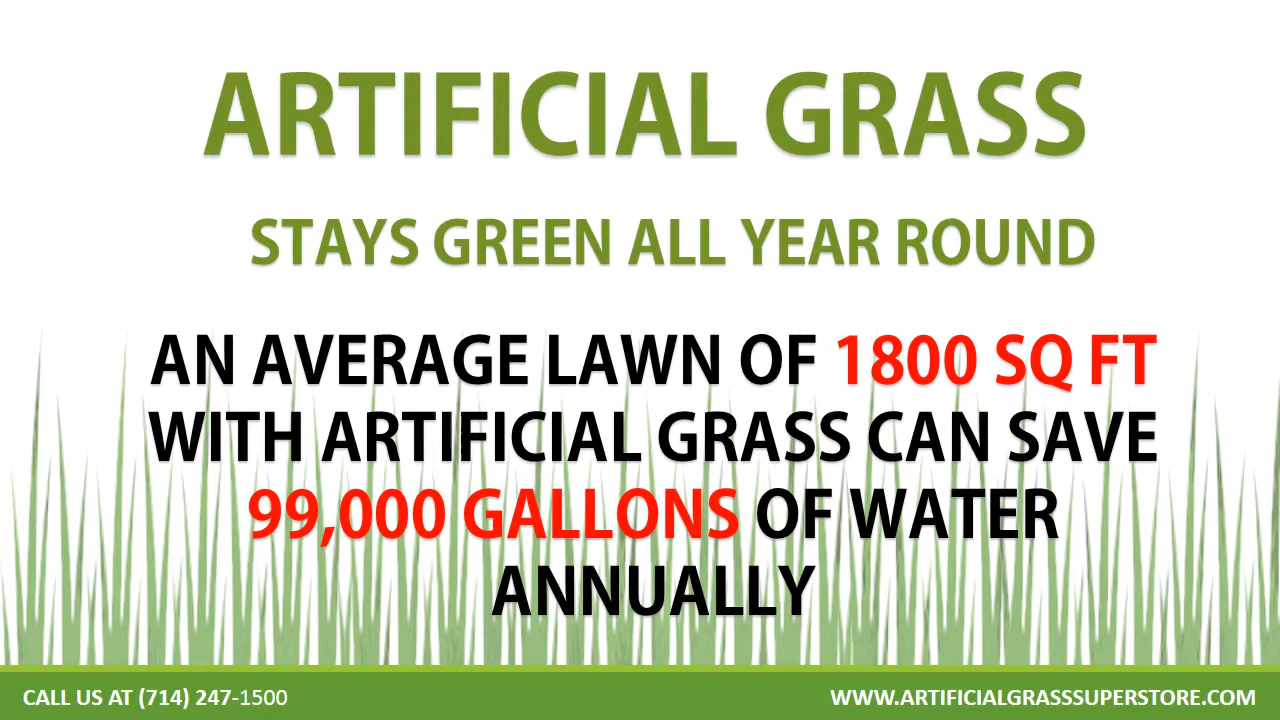 ARTIFICIAL GRASS
STAYS GREEN ALL YEAR ROUND
AN AVERAGE LAWN OF 1800 SQ FT
WITH ARTIFICIAL GRASS CAN SAVE
99,000 GALLONS OF WATER
ANNUALLY
CALL US AT (714) 247-1500
WWW.ARTIFICIALGRASSSUPERSTORE.COM